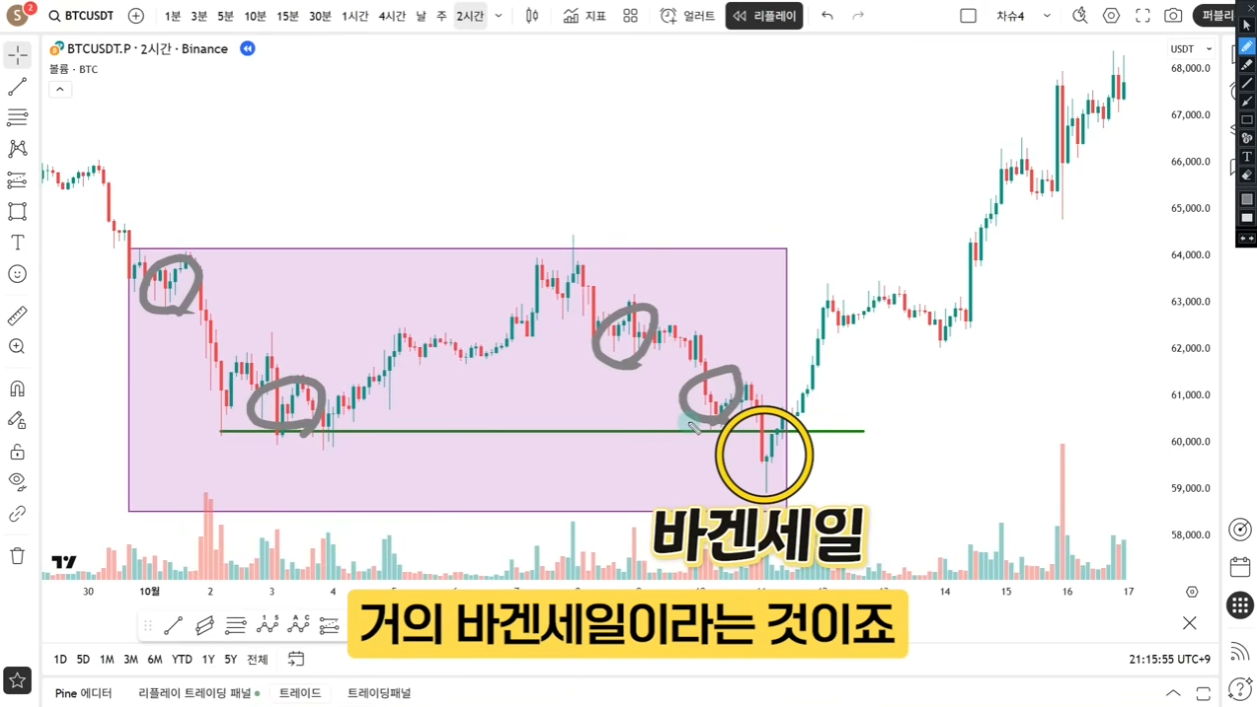 S 2 BTCUSDT 1분 3분 5분 10분 15분 30분 1시간 4시간 날 주 2시간 지표 얼러트 리플레이 차슈4 퍼블리
BTCUSDT.P · 2시간 · Binance
볼륨 · BTC
USDT
68,000.0
67,000.0
66,000.0
65,000.0
64,000.0
63,000.0
62,000.0
61,000.0
60,000.0
59,000.0
58,000.0
바겐세일
30 10월 2 3 4 14 15 16 17
거의 바겐세일이라는 것이죠
1D 5D 1M 3M 6M YTD 1Y 5Y 전체 21:15:55 UTC+9
Pine 에디터 리플레이 트레이딩 패널 트레이드 트레이딩패널